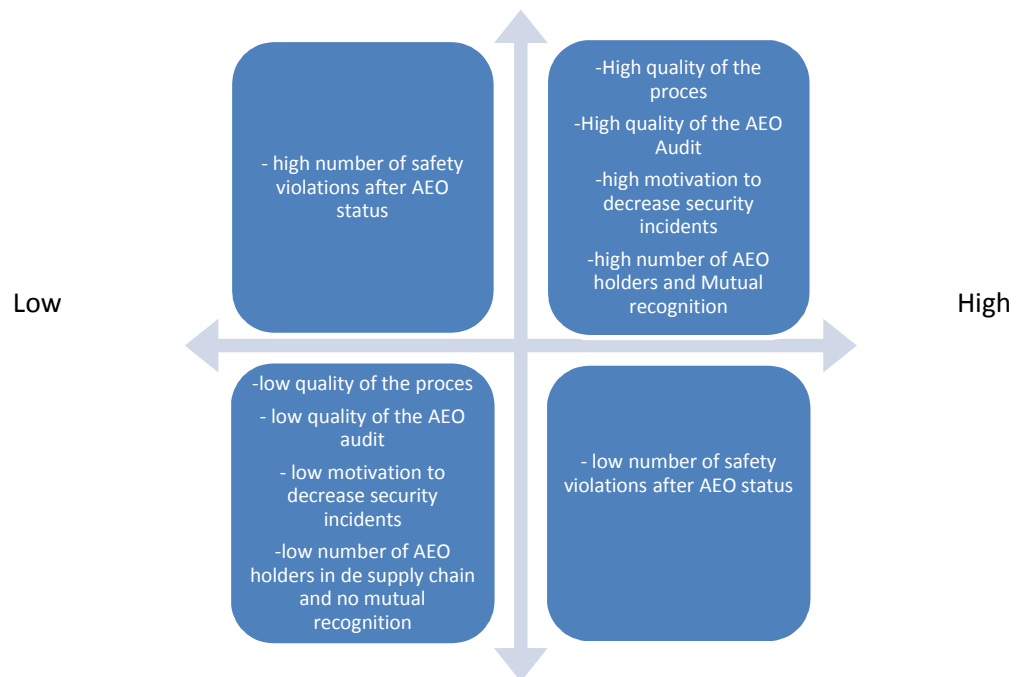 - high number of safety
violations after AEO
status
-High quality of the
proces
-High quality of the AEO
Audit
-high motivation to
decrease security
incidents
-high number of AEO
holders and Mutual
recognition
Low
High
-low quality of the proces
- low quality of the AEO
audit
- low motivation to
decrease security
incidents
-low number of AEO
holders in de supply chain
and no mutual
recognition
- low number of safety
violations after AEO status